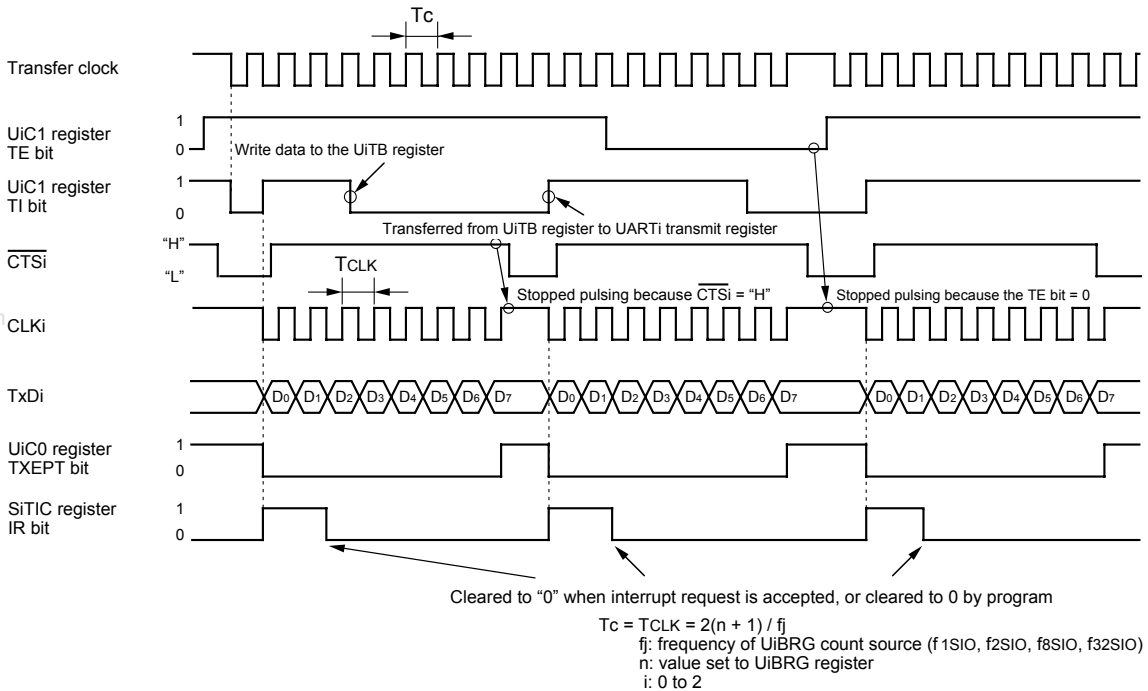 Tc
Transfer clock
UiC1 register
TE bit
1
0
Write data to the UiTB register
UiC1 register
TI bit
1
0
Transferred from UiTB register to UARTi transmit register
CTSi
“H”
“L”
TCLK
Stopped pulsing because CTSi = “H”
Stopped pulsing because the TE bit = 0
CLKi
TxDi
D0 D1 D2 D3 D4 D5 D6 D7 D0 D1 D2 D3 D4 D5 D6 D7 D0 D1 D2 D3 D4 D5 D6 D7
UiC0 register
TXEPT bit
1
0
SiTIC register
IR bit
1
0
Cleared to “0” when interrupt request is accepted, or cleared to 0 by program
Tc = TCLK = 2(n + 1) / fj
fj: frequency of UiBRG count source (f1SIO, f2SIO, f8SIO, f32SIO)
n: value set to UiBRG register
i: 0 to 2